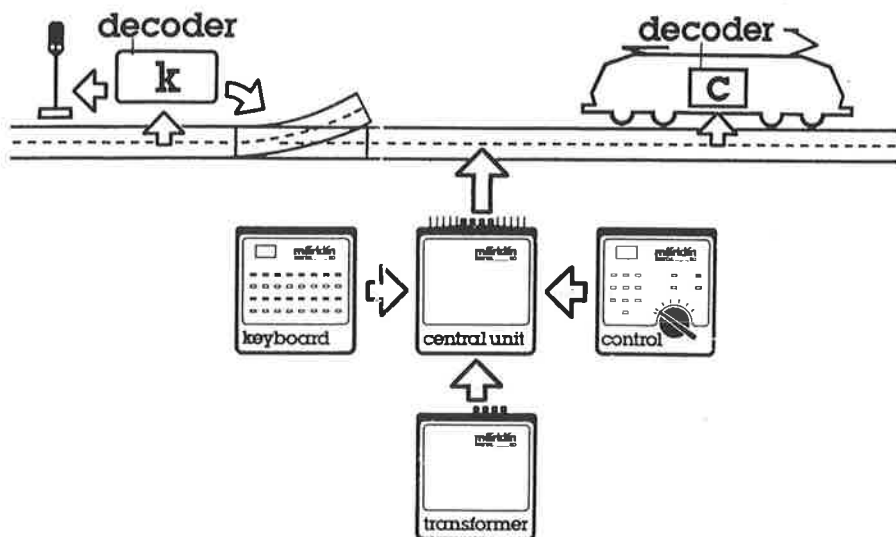 decoder
k
decoder
c
märklin
märklin
märklin
keyboard
central unit
control
märklin
transformer